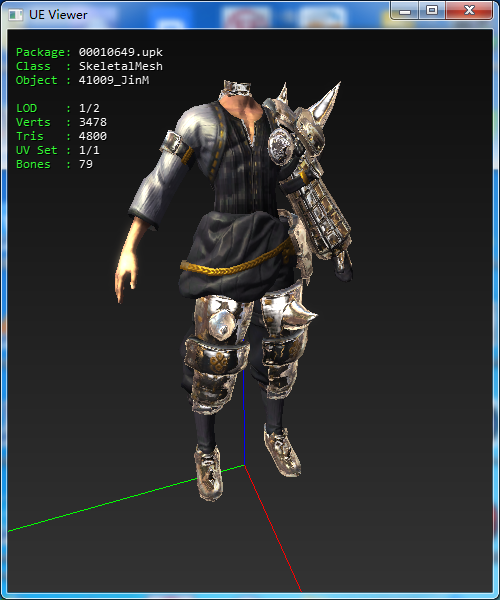 UE Viewer
Package: 00010649.upk
Class : SkeletalMesh
Object : 41009_JinM
LOD : 1/2
Verts : 3478
Tris : 4800
UV Set : 1/1
Bones : 79